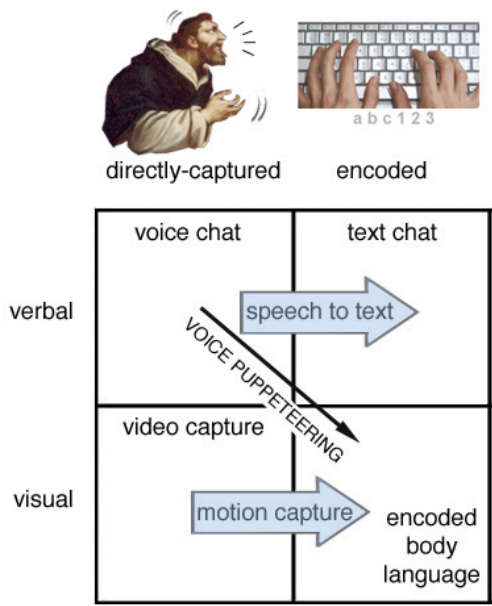 a b c 1 2 3
directly-captured
encoded
voice chat
text chat
verbal
speech to text
VOICE PUPPETEERING
video capture
visual
motion capture
encoded
body
language